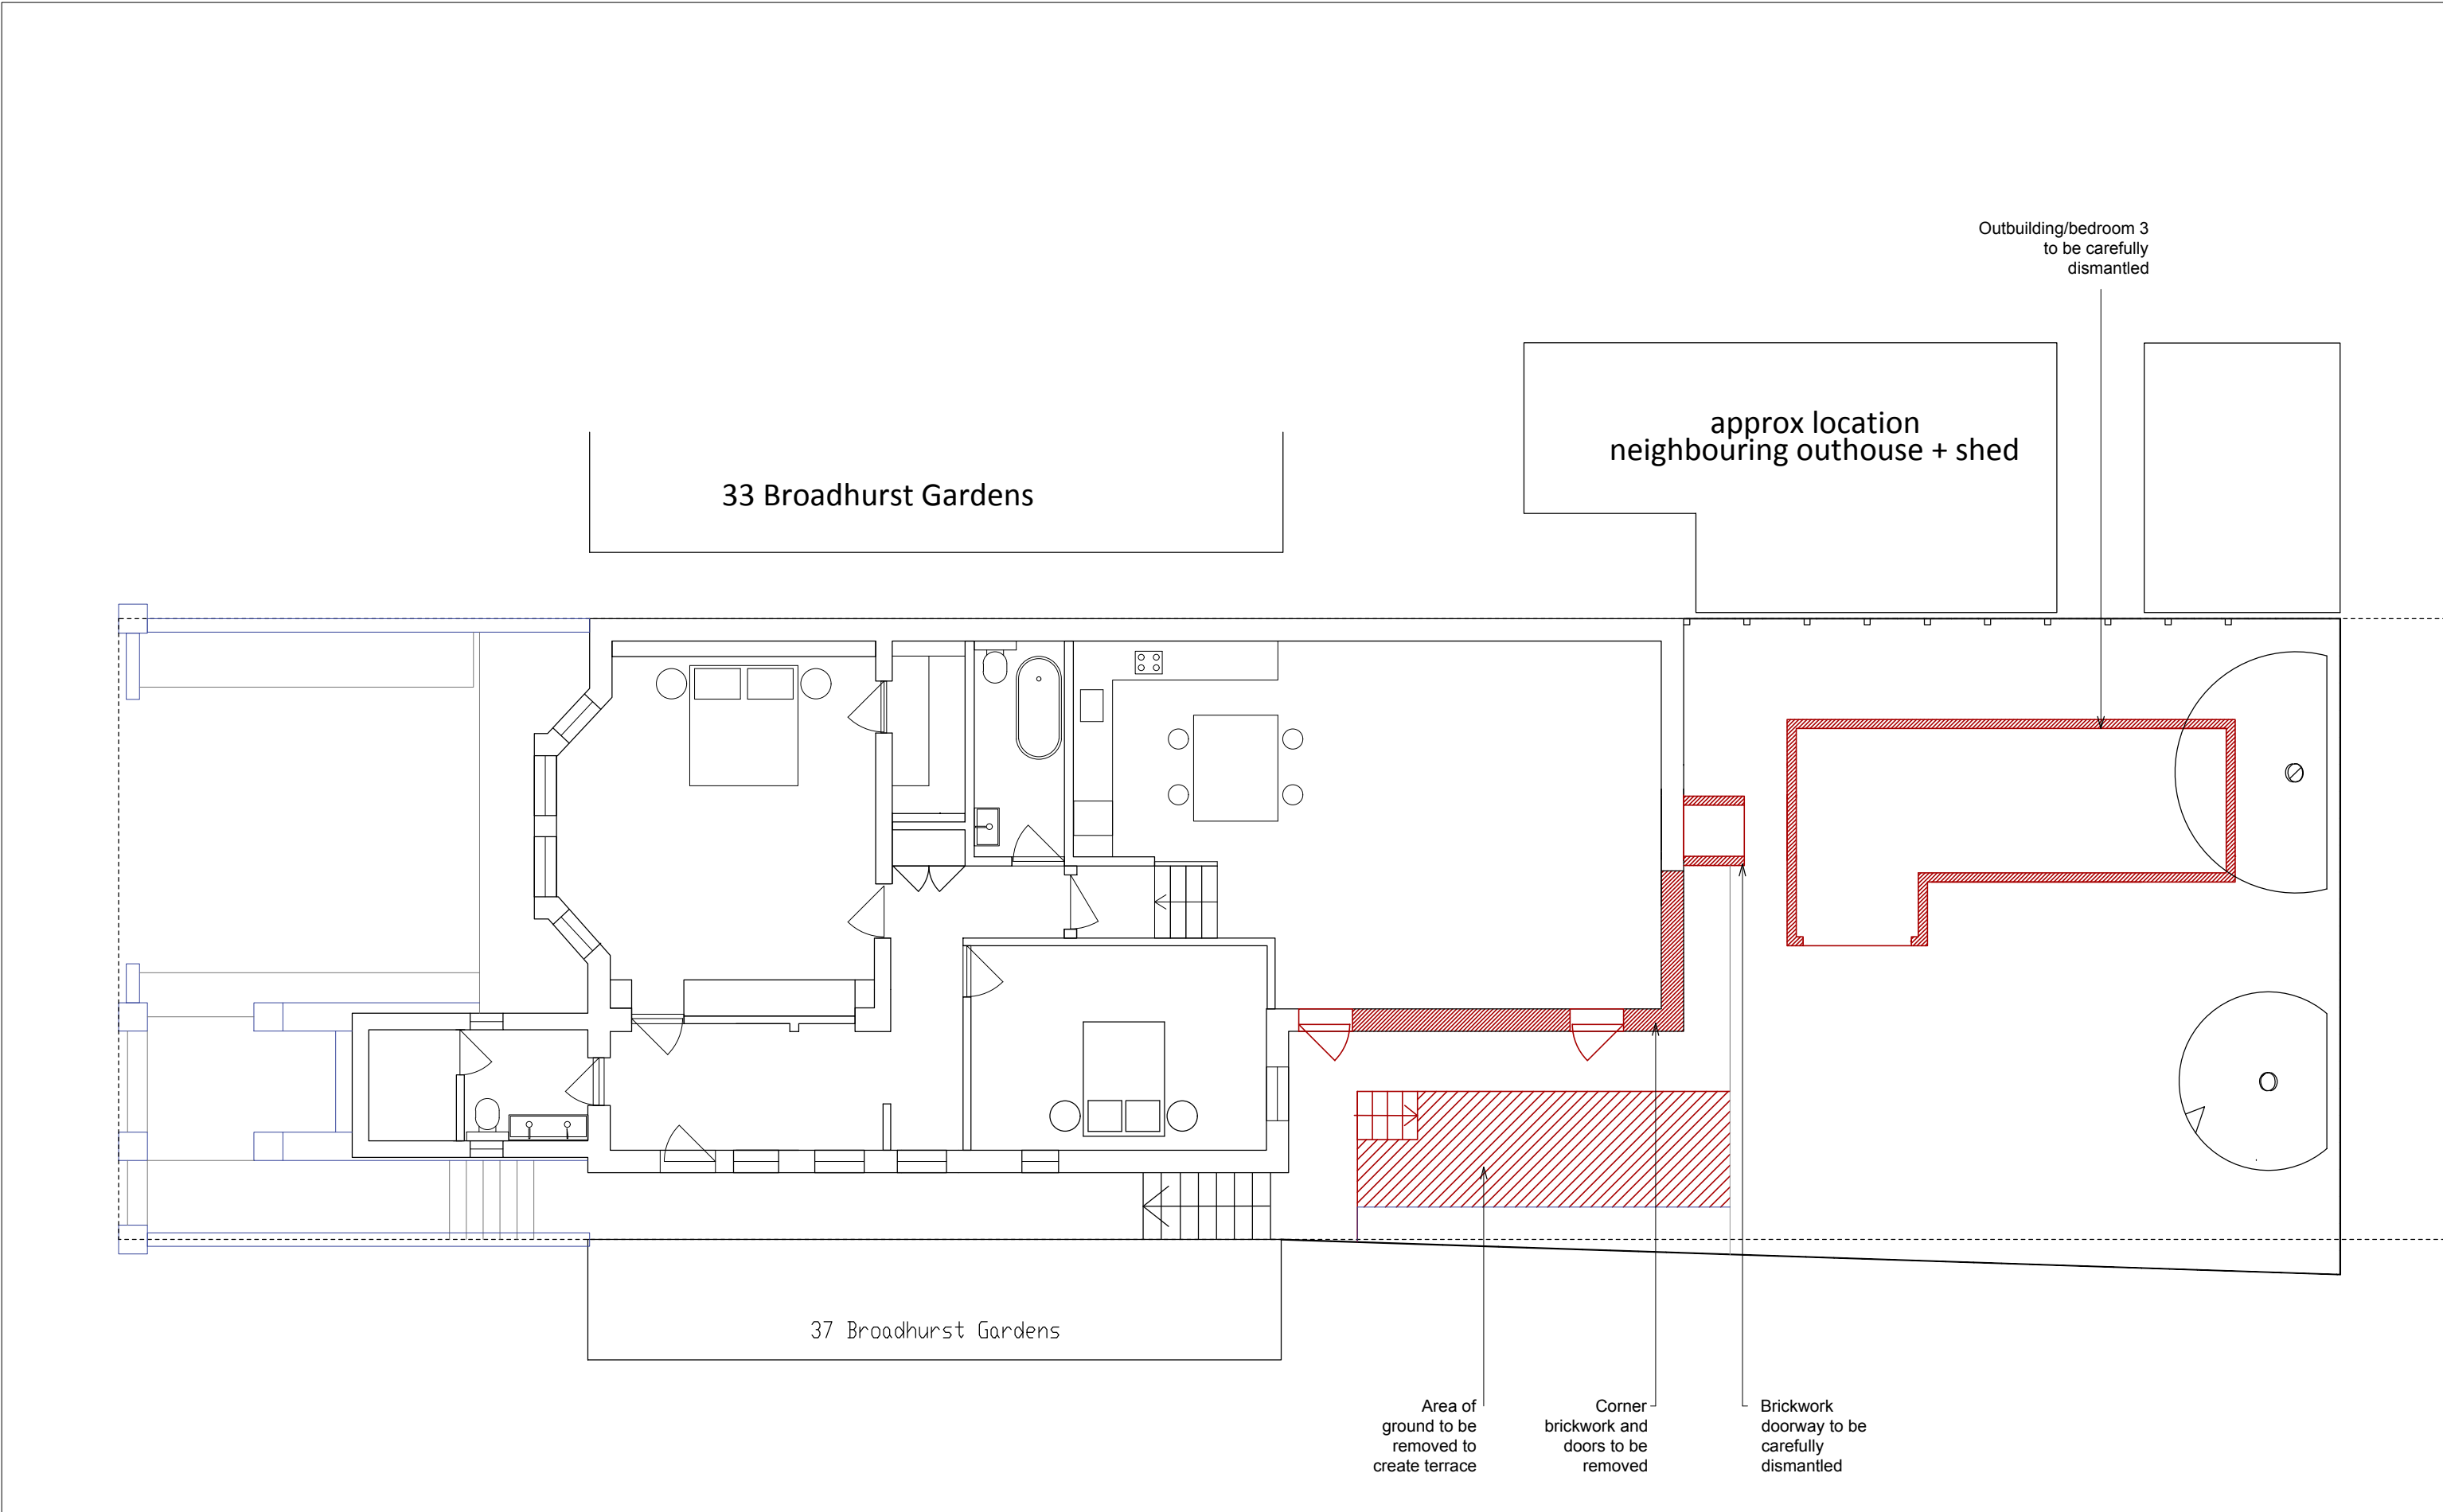 Outbuilding/bedroom 3
to be carefully
dismantled
approx location
neighbouring outhouse + shed
33 Broadhurst Gardens
37 Broadhurst Gardens
Area of
ground to be
removed to
create terrace
Corner
brickwork and
doors to be
removed
Brickwork
doorway to be
carefully
dismantled